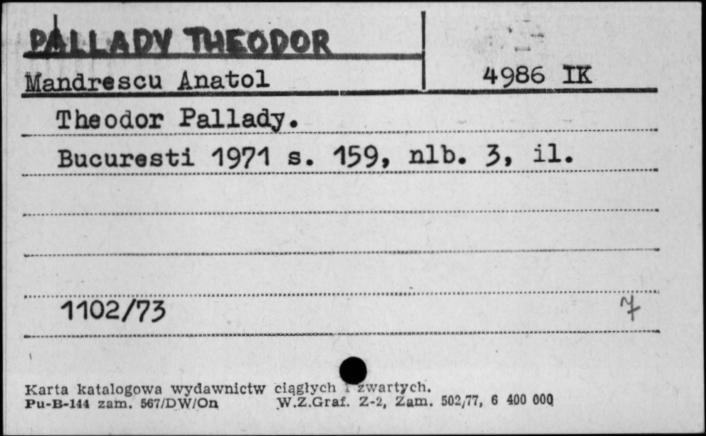 PALLADY THEODOR
Mandrescu Anatol 4986 IK
Theodor Pallady.
Bucuresti 1971 s. 159, nlb. 3, il.
1102/73 7
Karta katalogowa wydawnictw ciągłych i zwartych.
Pu-B-144 zam. 567/DW/On W.Z.Graf. Z-2, Zam. 502/77, 6 400 000